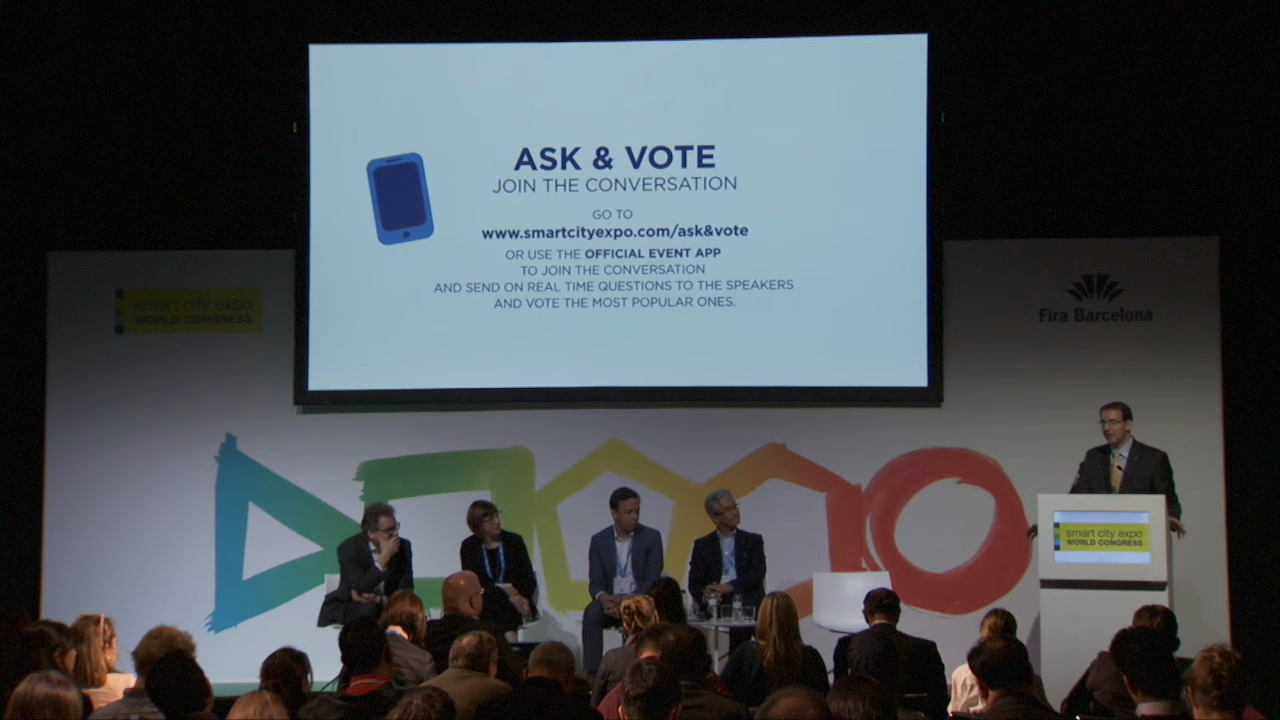 ASK & VOTE
JOIN THE CONVERSATION
GO TO
www.smartcityexpo.com/ask&vote
OR USE THE OFFICIAL EVENT APP
TO JOIN THE CONVERSATION
AND SEND ON REAL TIME QUESTIONS TO THE SPEAKERS
AND VOTE THE MOST POPULAR ONES.
smart city expo
WORLD CONGRESS
Fira Barcelona
smart city expo
WORLD CONGRESS